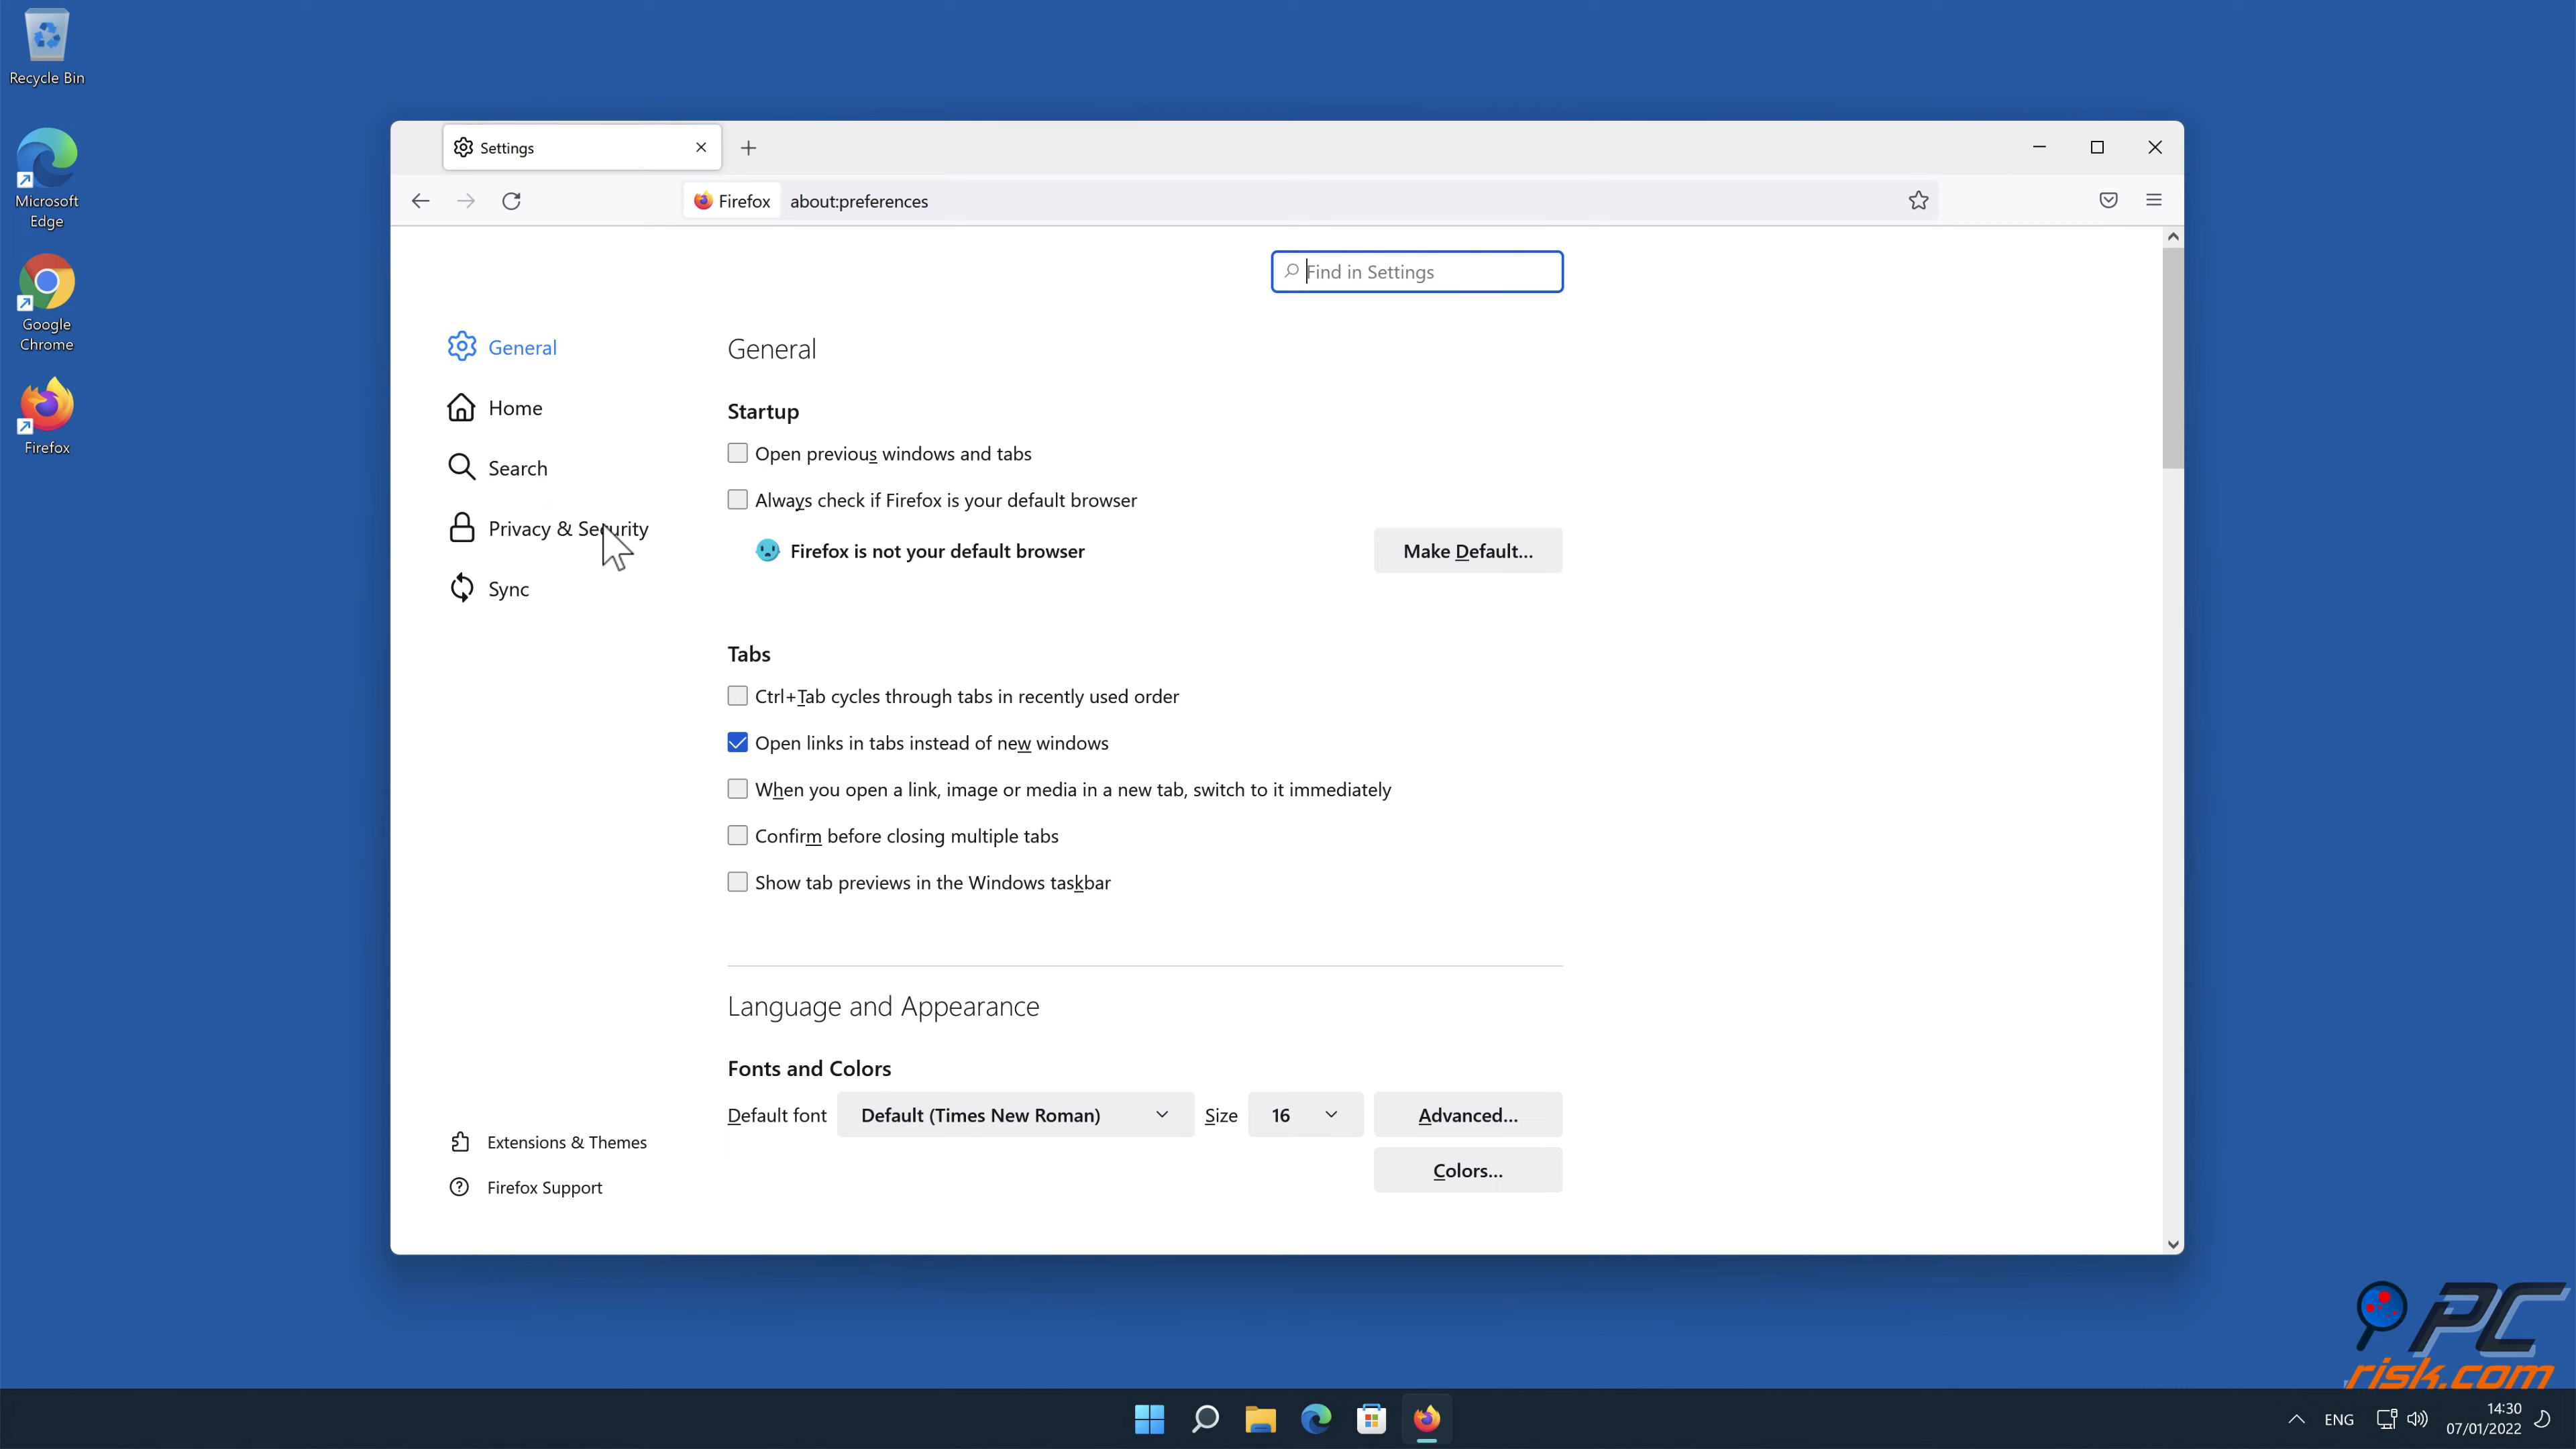 Recycle Bin
Microsoft
Edge
Google
Chrome
Firefox
Settings
Firefox
about:preferences
Find in Settings
General
Home
Search
Privacy & Security
Sync
Extensions & Themes
Firefox Support
General
Startup
Open previous windows and tabs
Always check if Firefox is your default browser
Firefox is not your default browser
Make Default...
Tabs
Ctrl+Tab cycles through tabs in recently used order
Open links in tabs instead of new windows
When you open a link, image or media in a new tab, switch to it immediately
Confirm before closing multiple tabs
Show tab previews in the Windows taskbar
Language and Appearance
Fonts and Colors
Default font Default (Times New Roman) Size 16 Advanced...
Colors...
PC
risk.com
ENG
14:30
07/01/2022